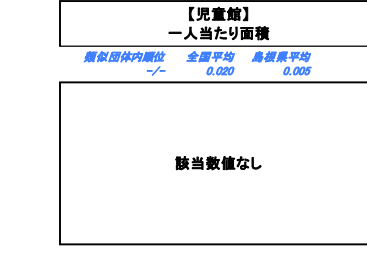 【児童館】
一人当たり面積
類似団体内順位 全国平均 島根県平均
-/- 0.020 0.005
該当数値なし